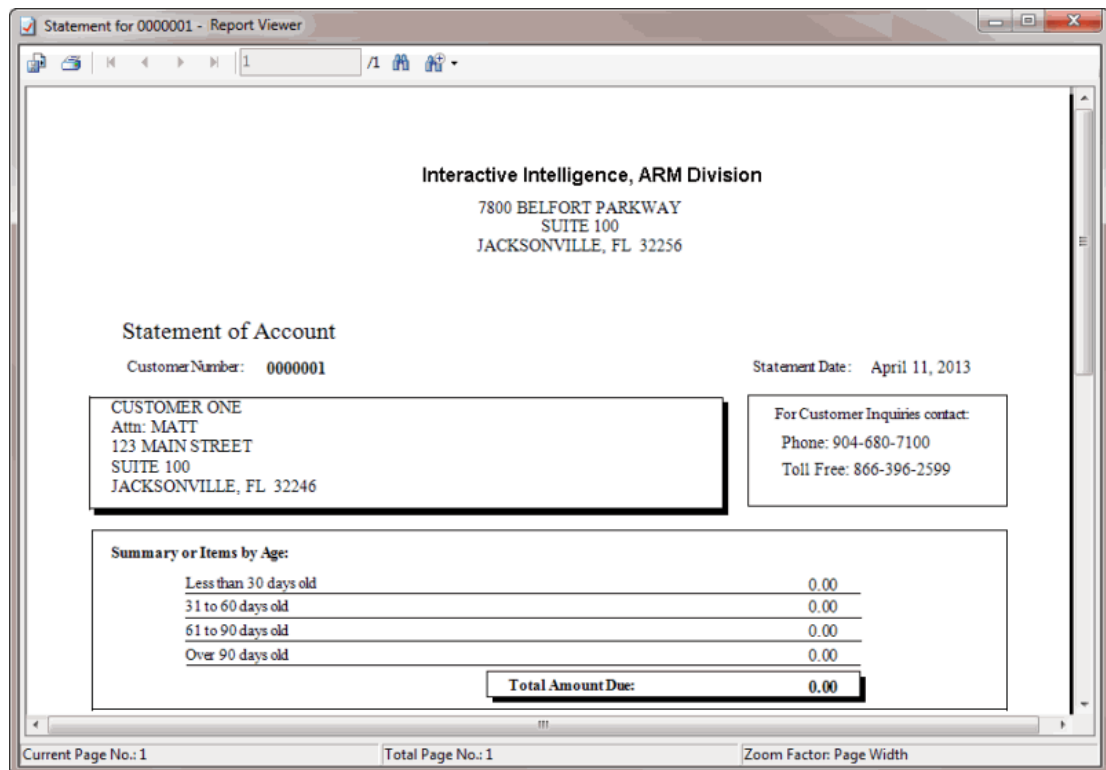 Statement for 0000001 - Report Viewer
1 /1
Interactive Intelligence, ARM Division
7800 BELFORT PARKWAY
SUITE 100
JACKSONVILLE, FL 32256
Statement of Account
Customer Number: 0000001
Statement Date: April 11, 2013
CUSTOMER ONE
Attn: MATT
123 MAIN STREET
SUITE 100
JACKSONVILLE, FL 32246
For Customer Inquiries contact:
Phone: 904-680-7100
Toll Free: 866-396-2599
Summary or Items by Age:
Less than 30 days old 0.00
31 to 60 days old 0.00
61 to 90 days old 0.00
Over 90 days old 0.00
Total Amount Due: 0.00
Current Page No.: 1 Total Page No.: 1 Zoom Factor: Page Width